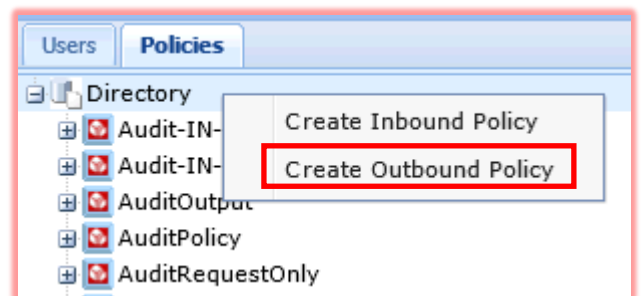 Users Policies
Directory
Create Inbound Policy
Audit-IN-
Create Outbound Policy
Audit-IN-
AuditOutput
AuditPolicy
AuditRequestOnly